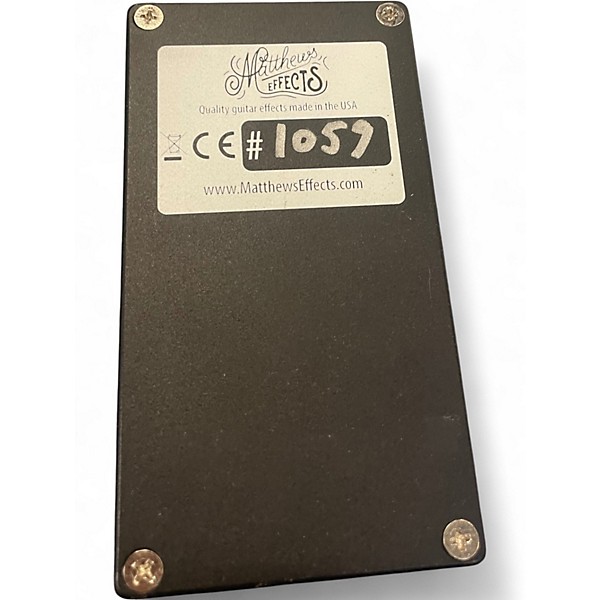 Matthews
EFFECTS
Quality guitar effects made in the USA
CE #1059
www.MatthewsEffects.com